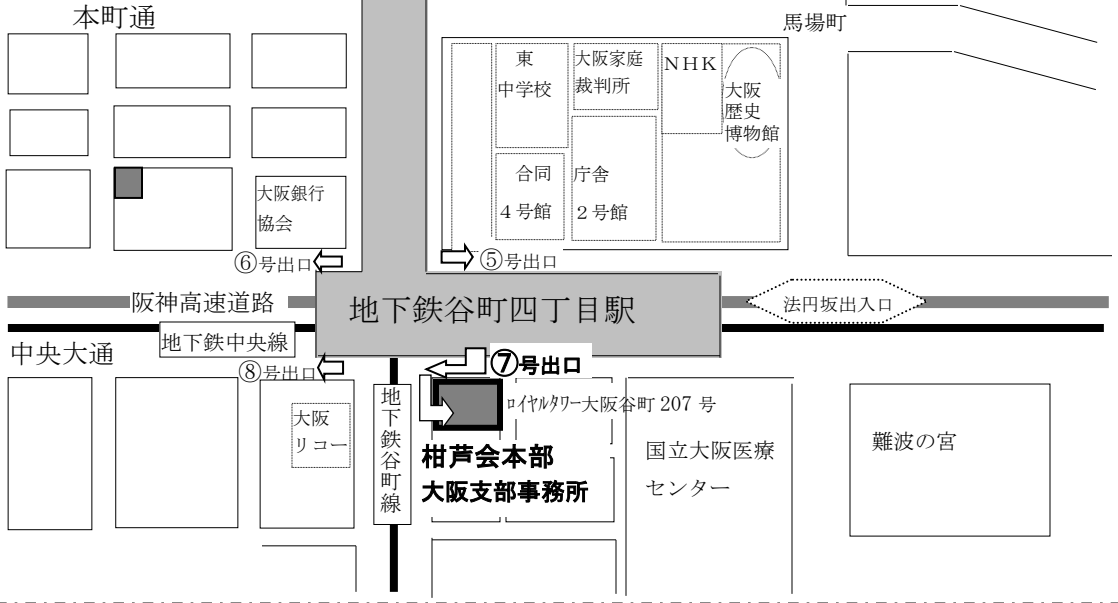 本町通
馬場町
東
中学校
大阪家庭
裁判所
NHK
大阪
歴史
博物館
合同
4号館
庁舎
2号館
大阪銀行
協会
⑥号出口
⑤号出口
阪神高速道路
地下鉄谷町四丁目駅
法円坂出入口
地下鉄中央線
中央大通
⑧号出口
⑦号出口
大阪
リコー
地下鉄谷町線
ロイヤルタワー大阪谷町 207 号
柑芦会本部
大阪支部事務所
国立大阪医療
センター
難波の宮